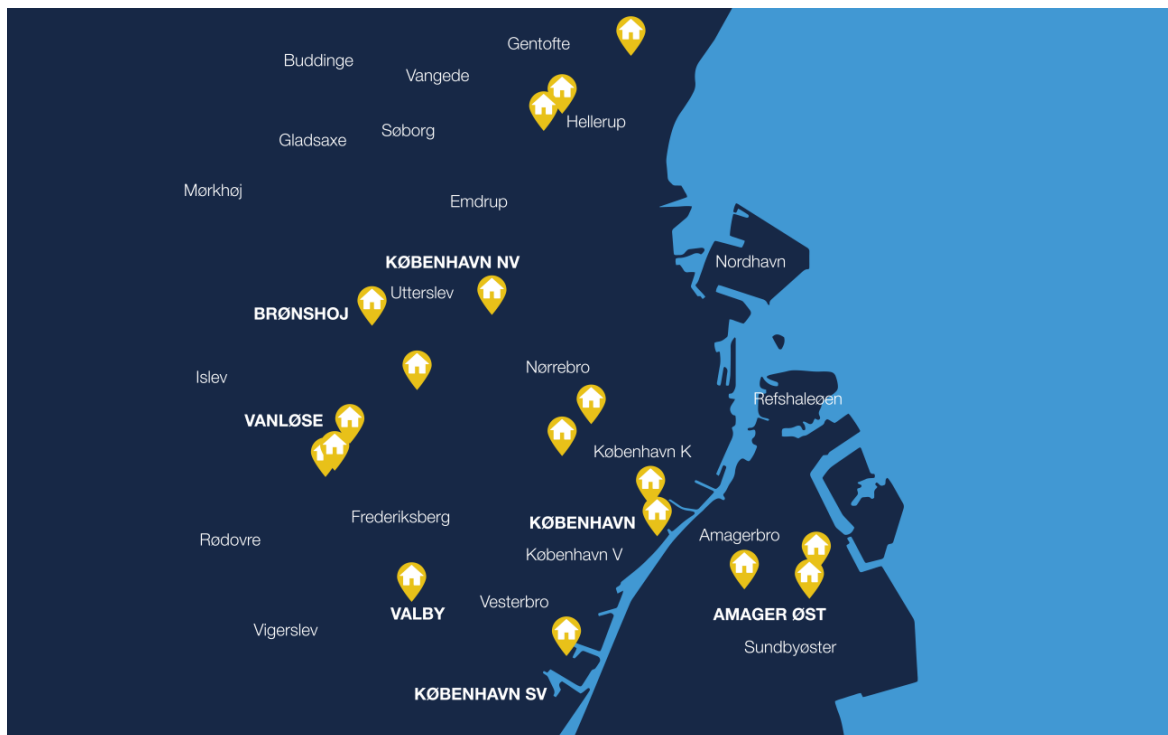 Gentofte
Buddinge
Vangede
Hellerup
Søborg
Gladsaxe
Mørkhøj
Emdrup
KØBENHAVN NV
Nordhavn
Utterslev
BRØNSHOJ
Nørrebro
Islev
Refshaleøen
VANLØSE
København K
Frederiksberg
KØBENHAVN
Amagerbro
Rødovre
København V
Vesterbro
VALBY
AMAGER ØST
Vigerslev
Sundbyøster
KØBENHAVN SV